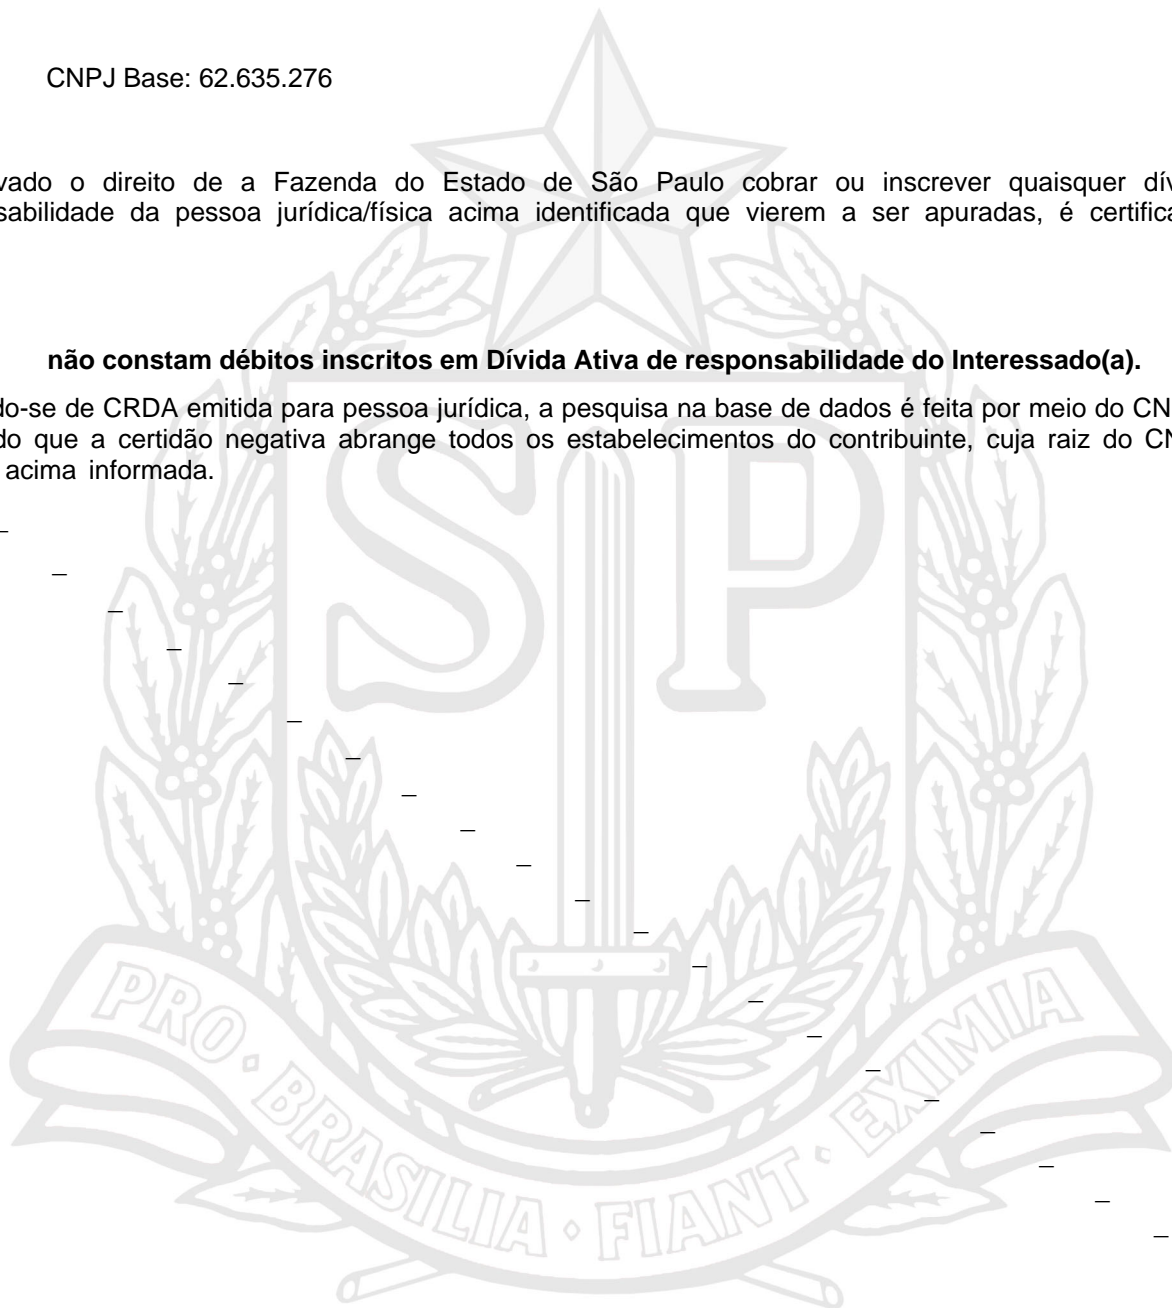 CNPJ Base: 62.635.276
vado o direito de a Fazenda do Estado de São Paulo cobrar ou inscrever quaisquer dív
sabilidade da pessoa jurídica/física acima identificada que vierem a ser apuradas, é certifica
não constam débitos inscritos em Dívida Ativa de responsabilidade do Interessado(a).
do-se de CRDA emitida para pessoa jurídica, a pesquisa na base de dados é feita por meio do CN
do que a certidão negativa abrange todos os estabelecimentos do contribuinte, cuja raiz do CN
acima informada.
SP
PRO • BRASILIA • FIANT • EXIMIA